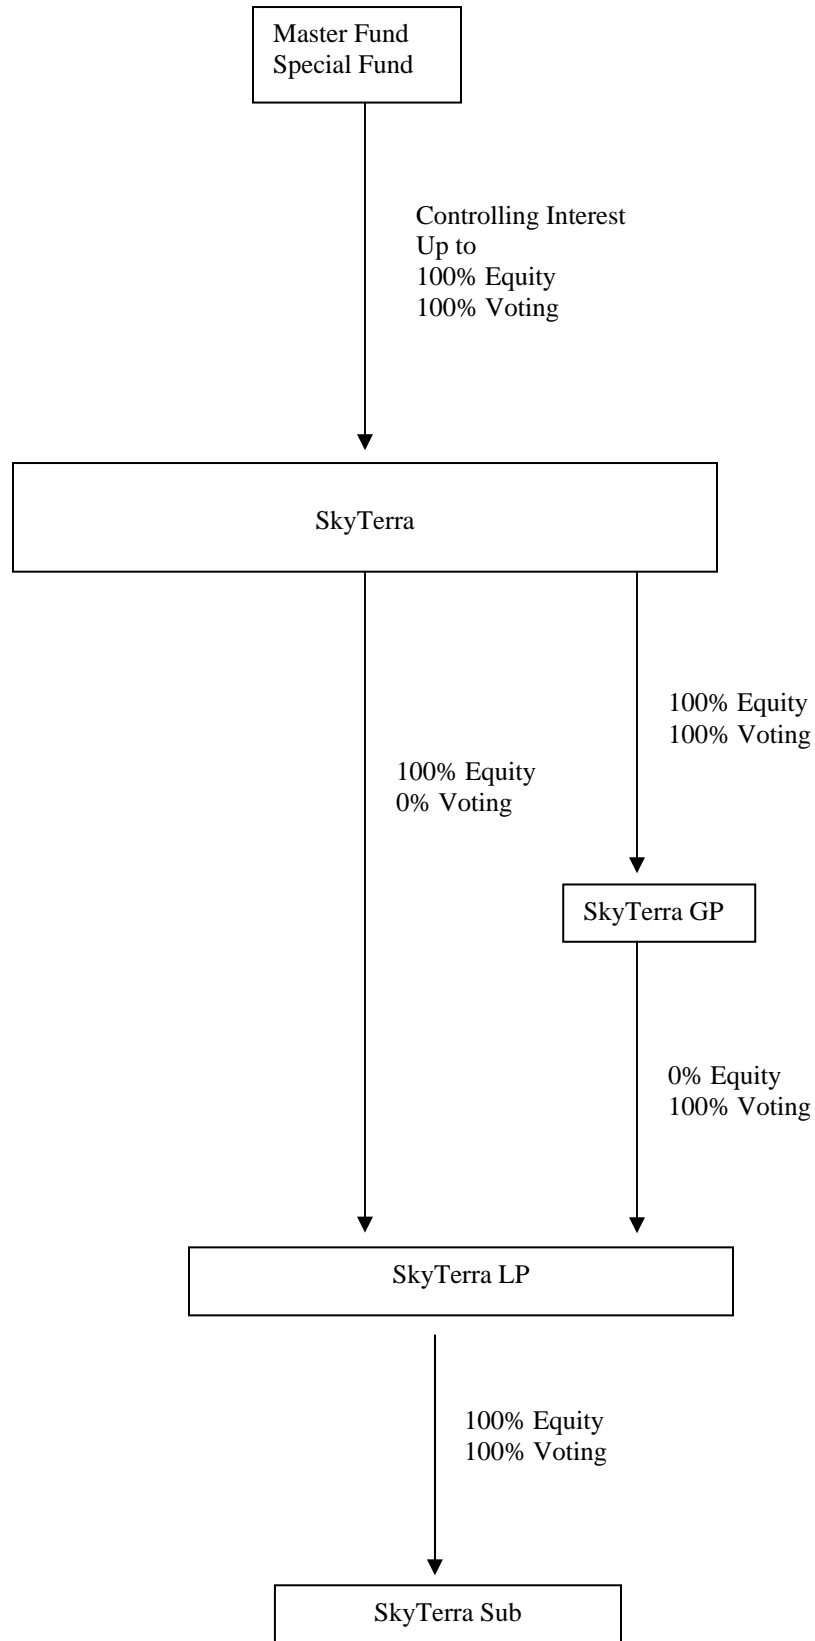 Master Fund
Special Fund
Controlling Interest
Up to
100% Equity
100% Voting
SkyTerra
100% Equity
100% Voting
100% Equity
0% Voting
SkyTerra GP
0% Equity
100% Voting
SkyTerra LP
100% Equity
100% Voting
SkyTerra Sub